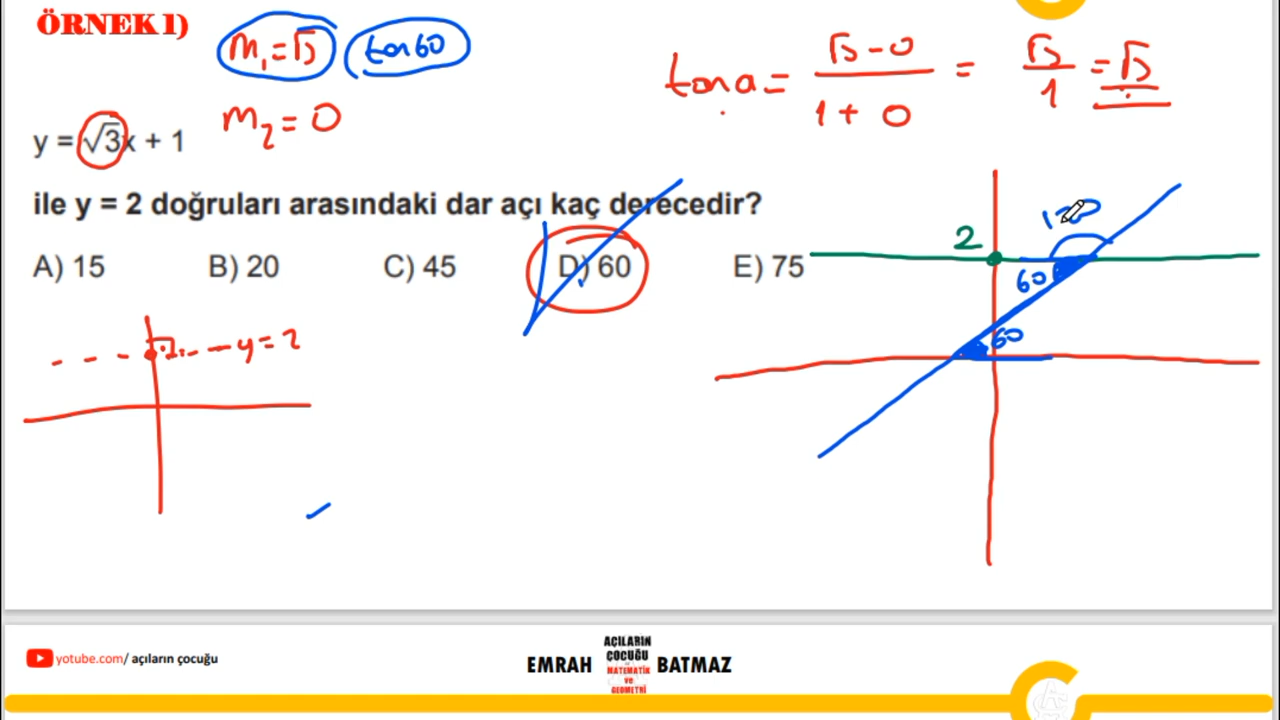 ÖRNEK 1)
m₁ = √3 tan 60
m₂ = 0
tan a = √3 - 0 / 1 + 0 = √3 / 1 = √3
y = √3x + 1
ile y = 2 doğruları arasındaki dar açı kaç derecedir?
A) 15 B) 20 C) 45 D) 60 E) 75
2
60
60
y = 2
yotube.com/ açıların çocuğu
EMRAH BATMAZ
AÇILARIN
ÇOCUĞU
MATEMATİK
ve
GEOMETRİ